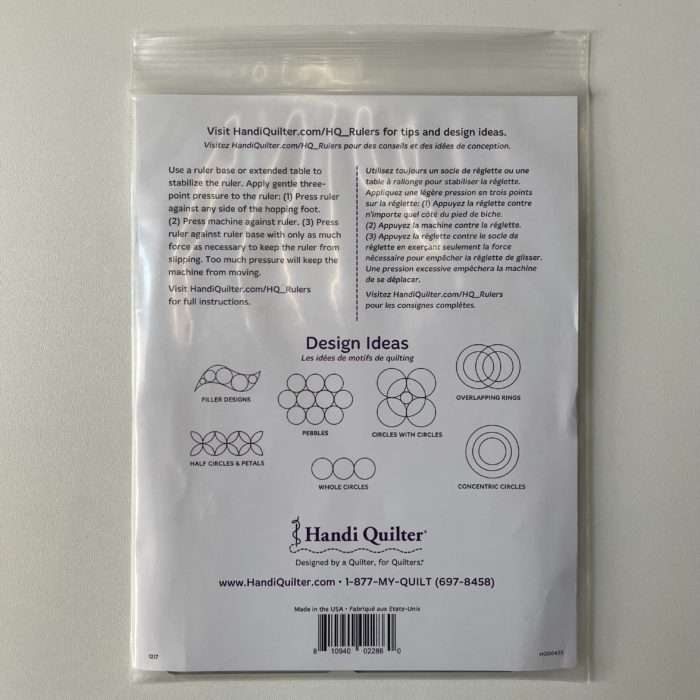 Visit HandiQuilter.com/HQ_Rulers for tips and design ideas.
Visitez HandiQuilter.com/HQ_Rulers pour des conseils et des idées de conception.
Use a ruler base or extended table to
stabilize the ruler. Apply gentle three-
point pressure to the ruler: (1) Press ruler
against any side of the hopping foot.
(2) Press machine against ruler. (3) Press
ruler against ruler base with only as much
force as necessary to keep the ruler from
slipping. Too much pressure will keep the
machine from moving.
Visit HandiQuilter.com/HQ_Rulers
for full instructions.
Utilisez toujours un socle de réglette ou une
table à rallonge pour stabiliser la réglette.
Appliquez une légère pression en trois points
sur la réglette: (1) Appuyez la réglette contre
n'importe quel côté du pied de biche.
(2) Appuyez la machine contre la réglette.
(3) Appuyez la réglette contre le socle de
réglette en exerçant seulement la force
nécessaire pour empêcher la réglette de glisser.
Une pression excessive empêchera la machine
de se déplacer.
Visitez HandiQuilter.com/HQ_Rulers
pour les consignes complètes.
Design Ideas
Les idées de motifs de quilting
FILLER DESIGNS
PEBBLES
CIRCLES WITH CIRCLES
OVERLAPPING RINGS
HALF CIRCLES & PETALS
WHOLE CIRCLES
CONCENTRIC CIRCLES
Handi Quilter®
Designed by a Quilter, for Quilters.®
www.HandiQuilter.com • 1-877-MY-QUILT (697-8458)
Made in the USA • Fabriqué aux Etats-Unis
8 10940 02286 0
1217